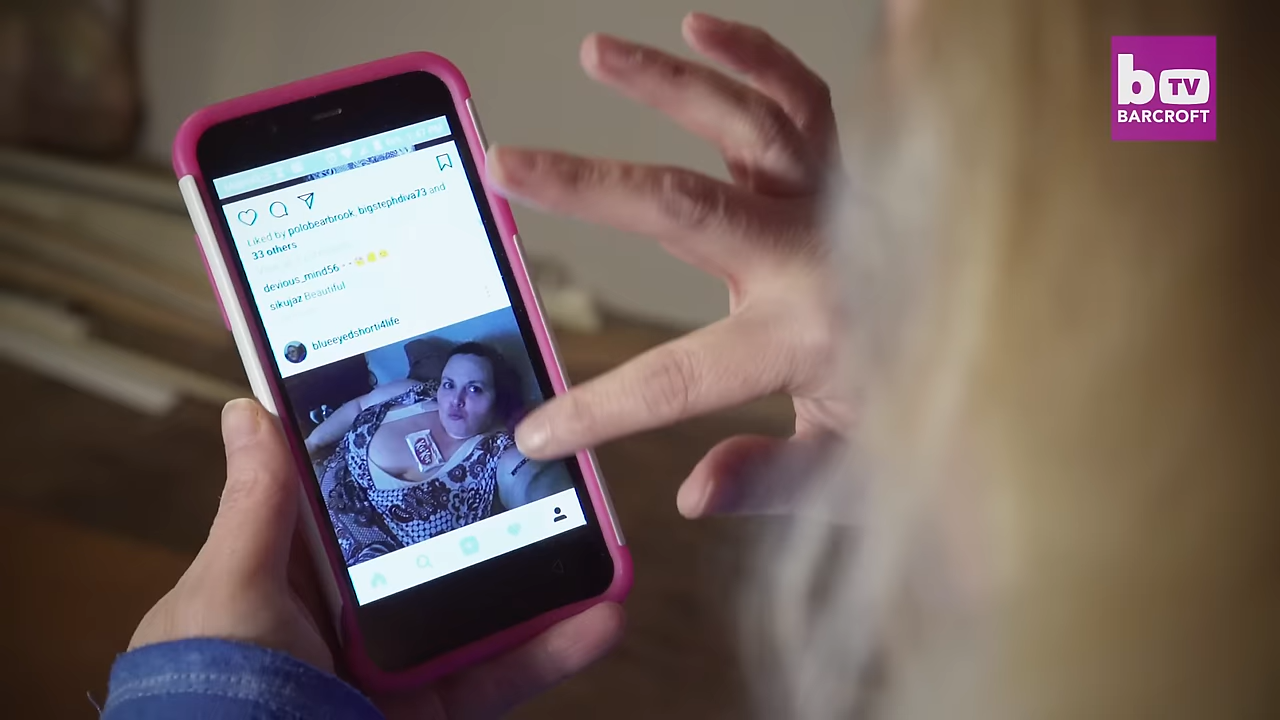 b TV
BARCROFT
Liked by polobearbrook, bigstephdiva73 and
33 others
devious_mind56
sikujaz Beautiful
blueeyedshorti4life